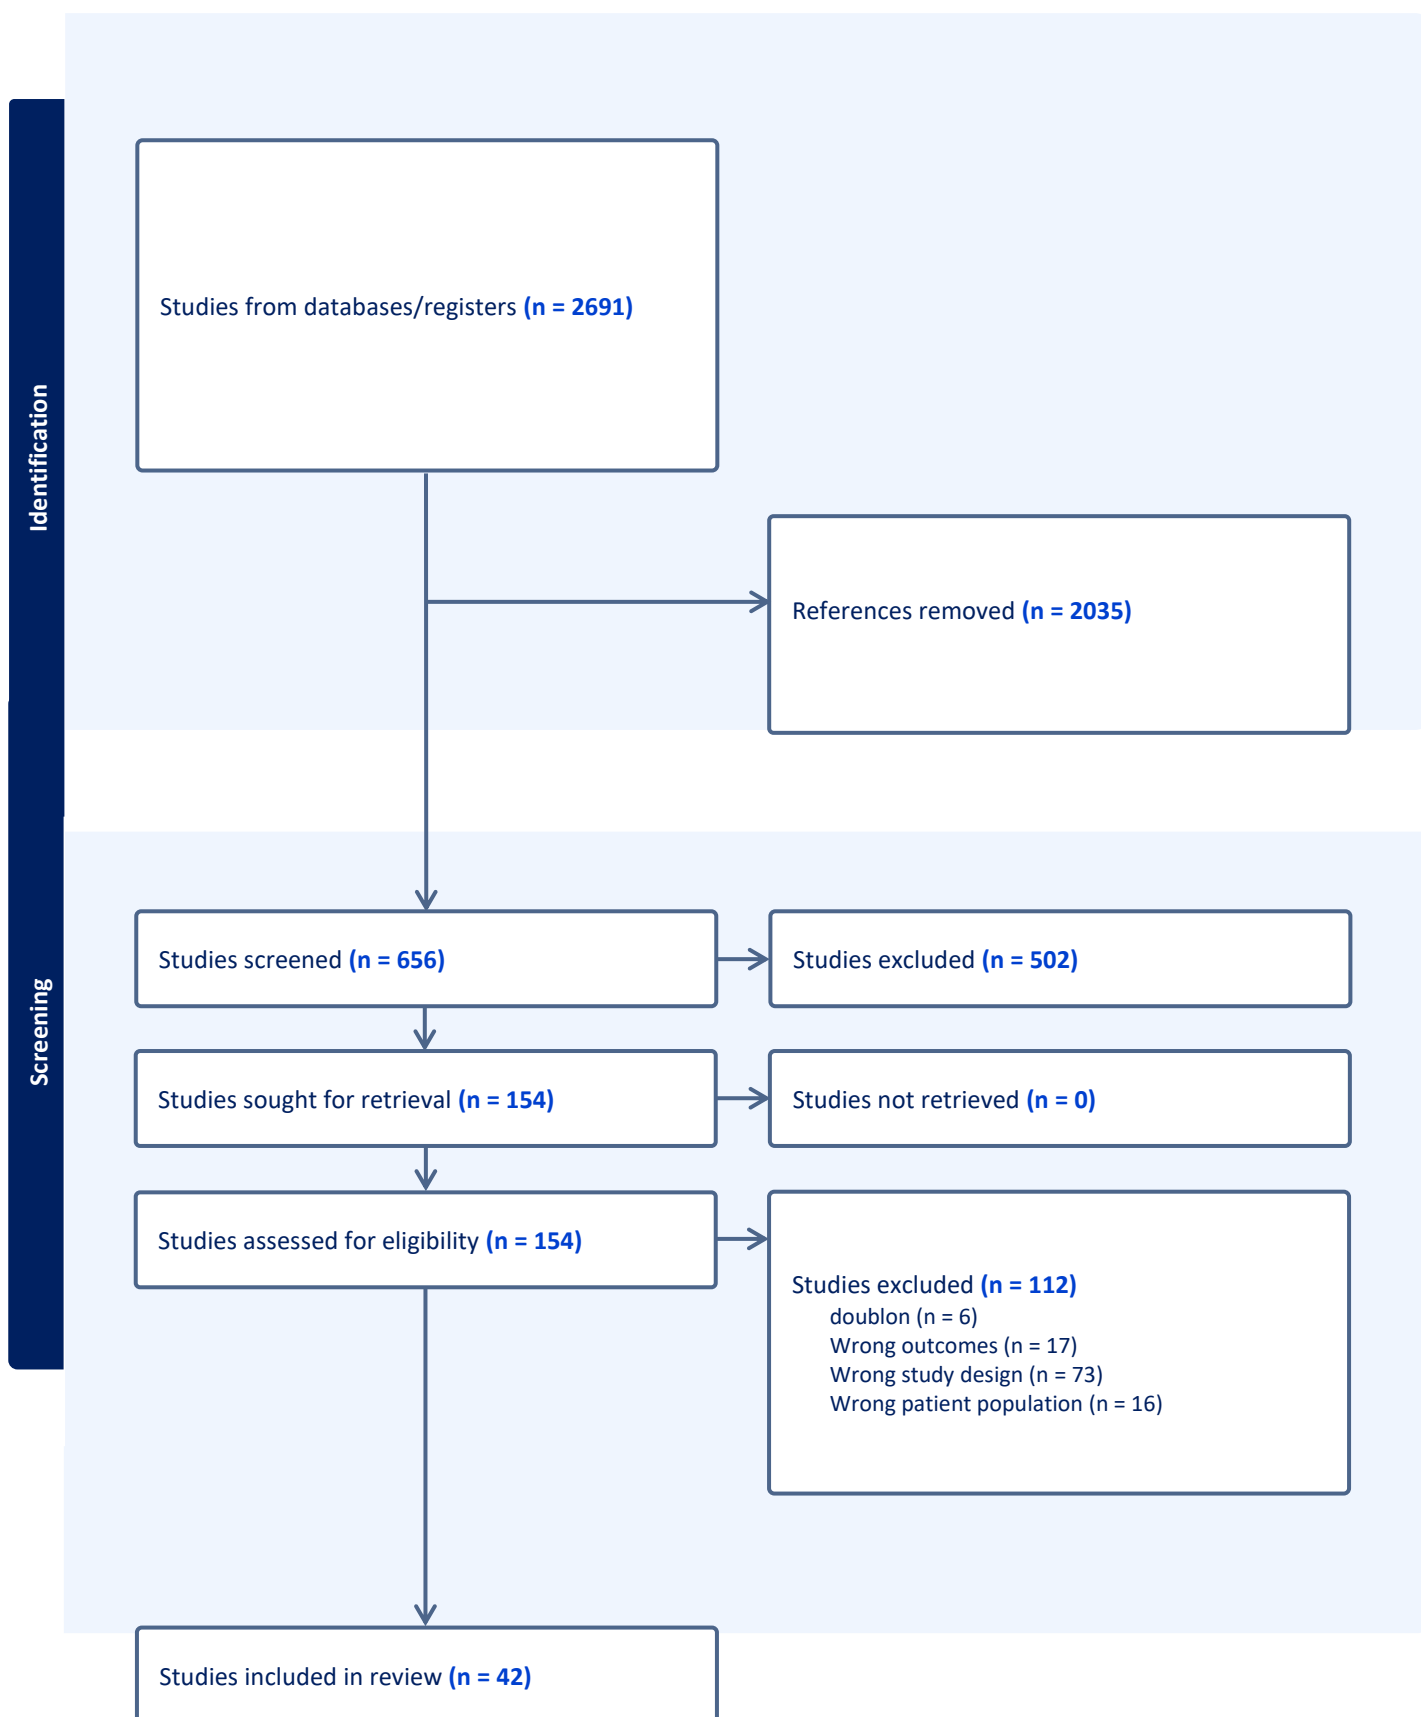 Identification
Studies from databases/registers (n = 2691)
References removed (n = 2035)
Screening
Studies screened (n = 656)
Studies excluded (n = 502)
Studies sought for retrieval (n = 154)
Studies not retrieved (n = 0)
Studies assessed for eligibility (n = 154)
Studies excluded (n = 112)
doublon (n = 6)
Wrong outcomes (n = 17)
Wrong study design (n = 73)
Wrong patient population (n = 16)
Studies included in review (n = 42)